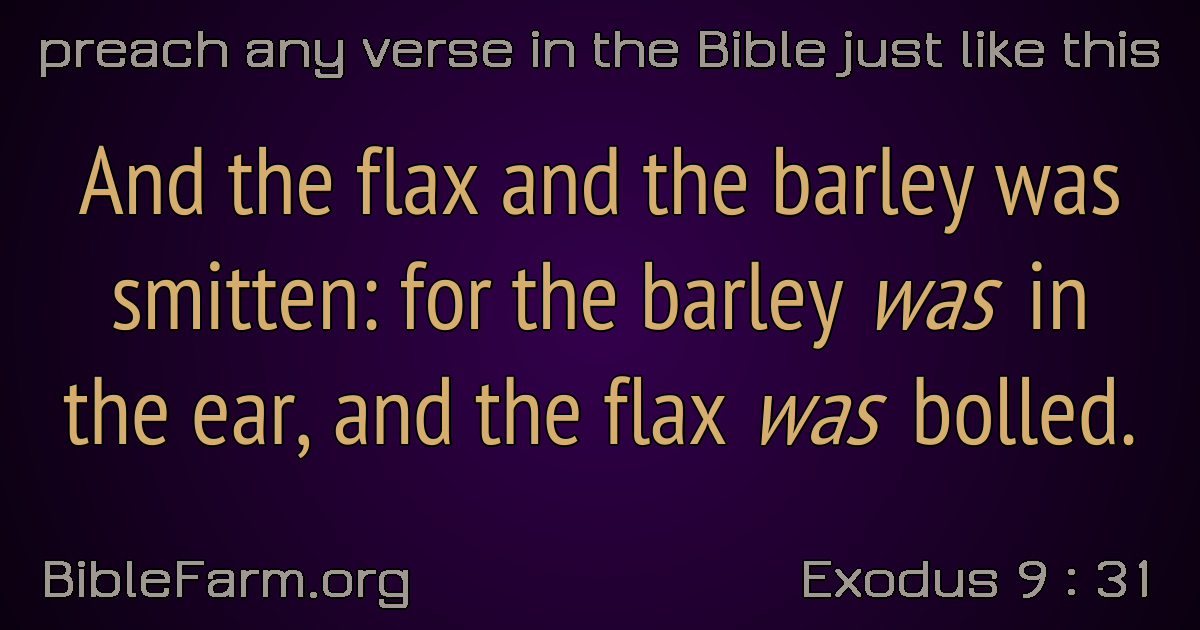 preach any verse in the Bible just like this
And the flax and the barley was
smitten: for the barley was in
the ear, and the flax was bolled.
BibleFarm.org
Exodus 9 : 31